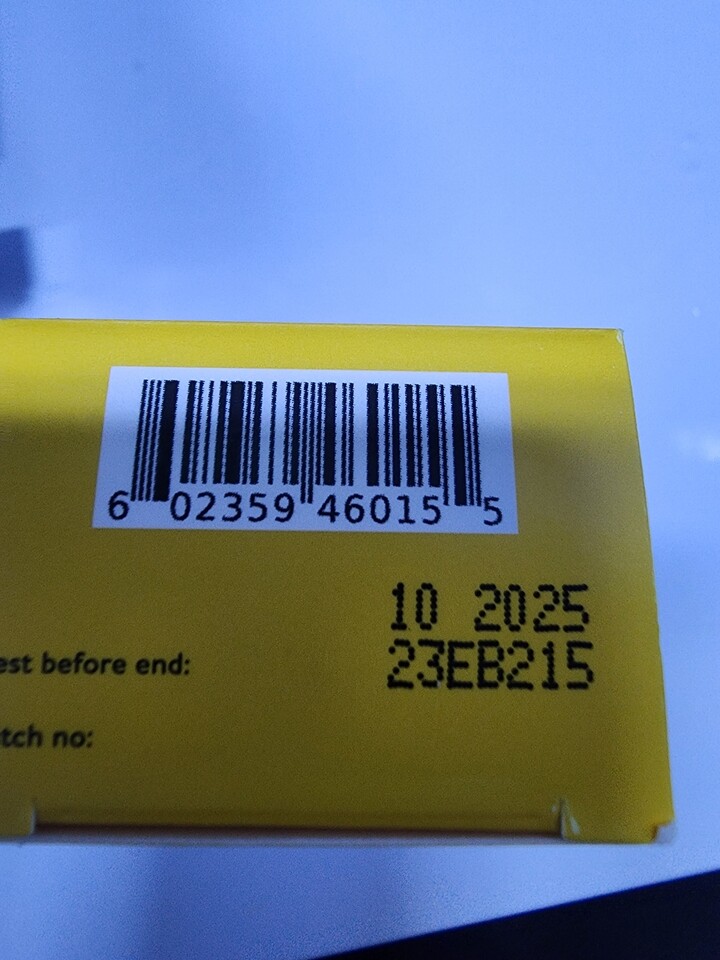 6 02359 46015 5
10 2025
est before end:
23EB215
tch no: